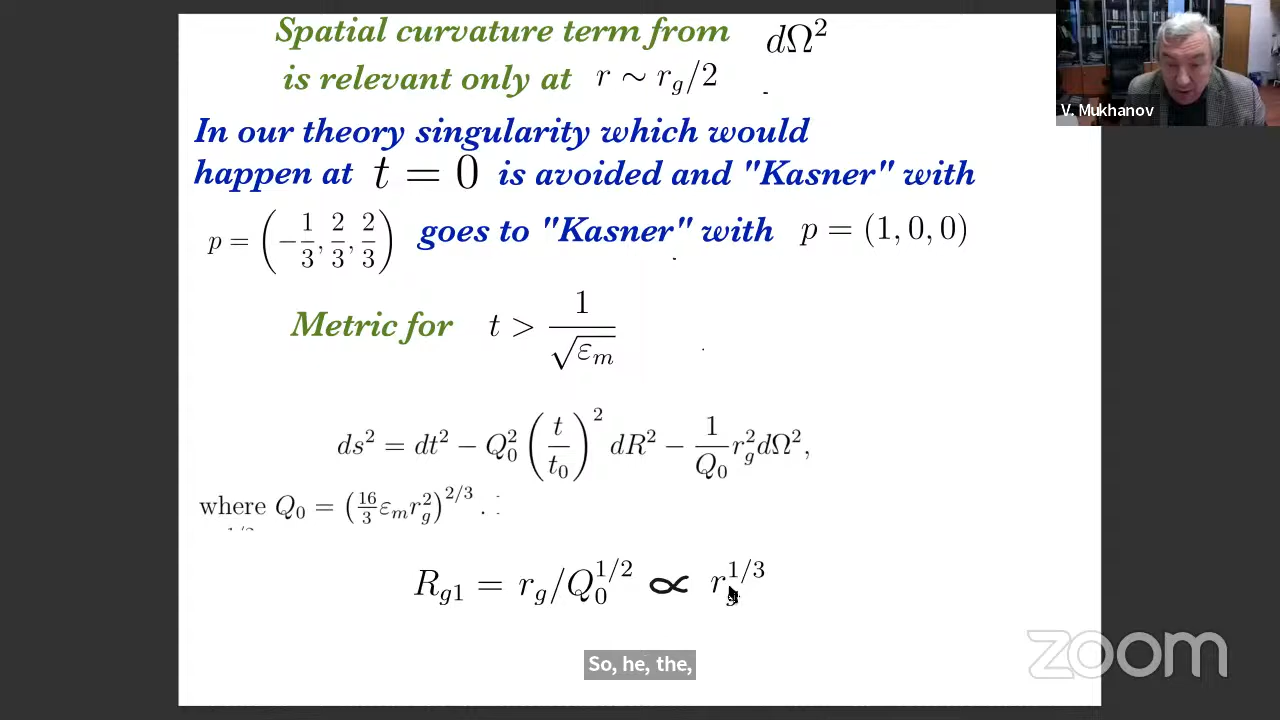 Spatial curvature term from dΩ²
is relevant only at r ∼ r_g/2
V. Mukhanov
In our theory singularity which would
happen at t = 0 is avoided and "Kasner" with
p = (−1/3, 2/3, 2/3) goes to "Kasner" with p = (1, 0, 0)
Metric for t > 1/√ε_m
ds² = dt² − Q₀² (t/t₀)² dR² − 1/Q₀ r_g² dΩ²,
where Q₀ = (16/3 ε_m r_g²)^{2/3} .
R_{g1} = r_g/Q₀^{1/2} ∝ r_g^{1/3}
So, he, the,
zoom